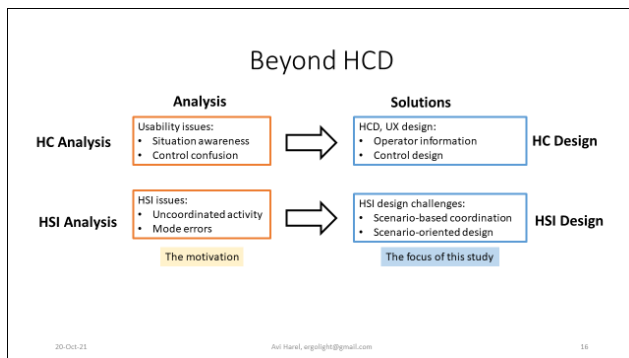 Beyond HCD
Analysis
Solutions
HC Analysis
Usability issues:
• Situation awareness
• Control confusion
HCD, UX design:
• Operator information
• Control design
HC Design
HSI Analysis
HSI issues:
• Uncoordinated activity
• Mode errors
HSI design challenges:
• Scenario-based coordination
• Scenario-oriented design
HSI Design
The motivation
The focus of this study
20-Oct-21
Avi Harel, ergolight@gmail.com
16